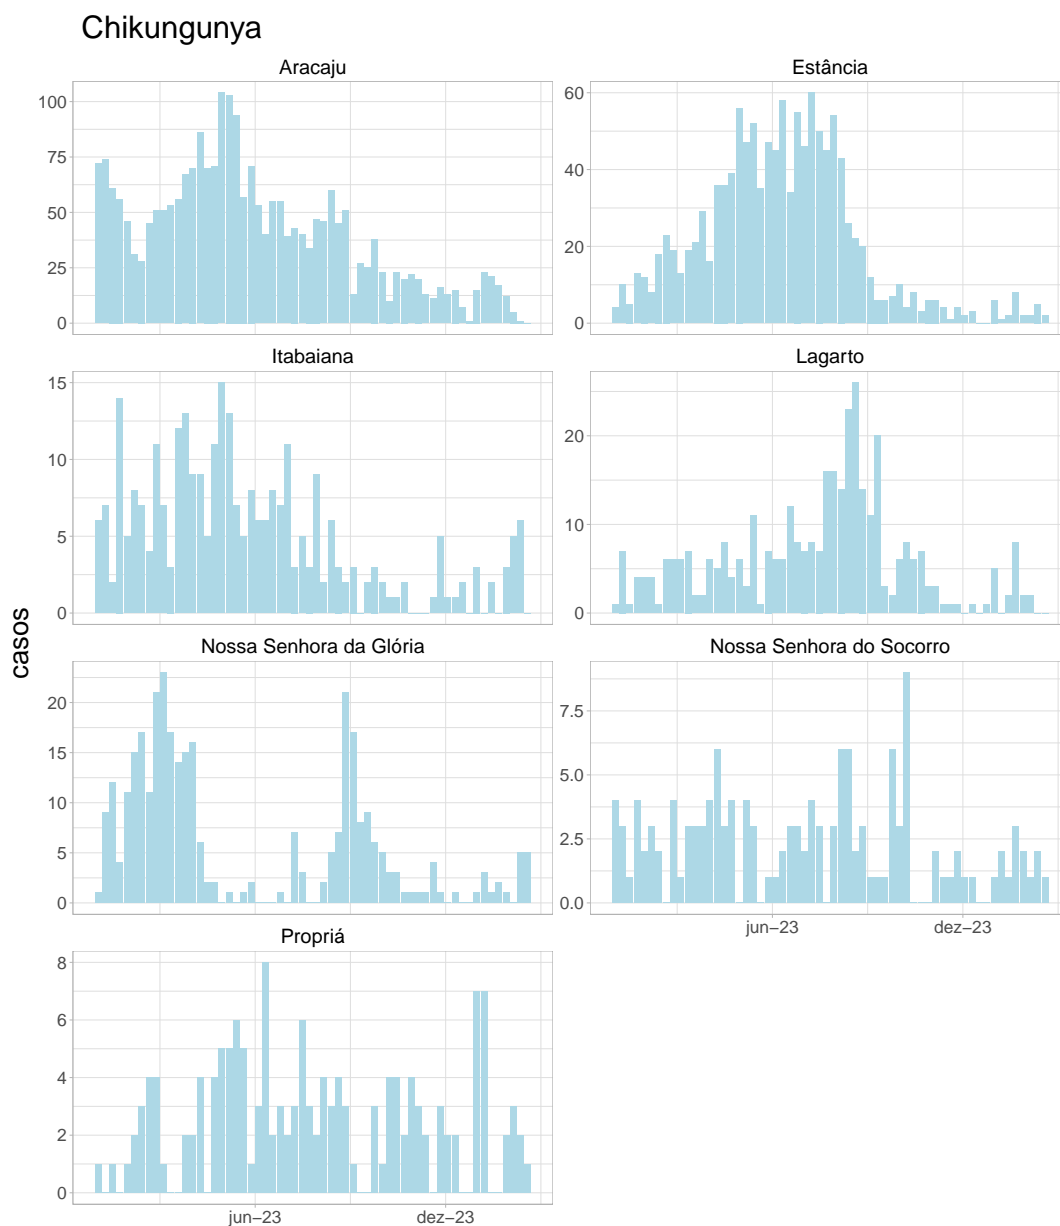 Chikungunya
Aracaju
Estância
100
75
50
25
0
60
40
20
0
Itabaiana
Lagarto
15
10
5
0
20
10
0
casos
Nossa Senhora da Glória
Nossa Senhora do Socorro
20
15
10
5
0
7.5
5.0
2.5
0.0
jun−23
dez−23
Propriá
8
6
4
2
0
jun−23
dez−23